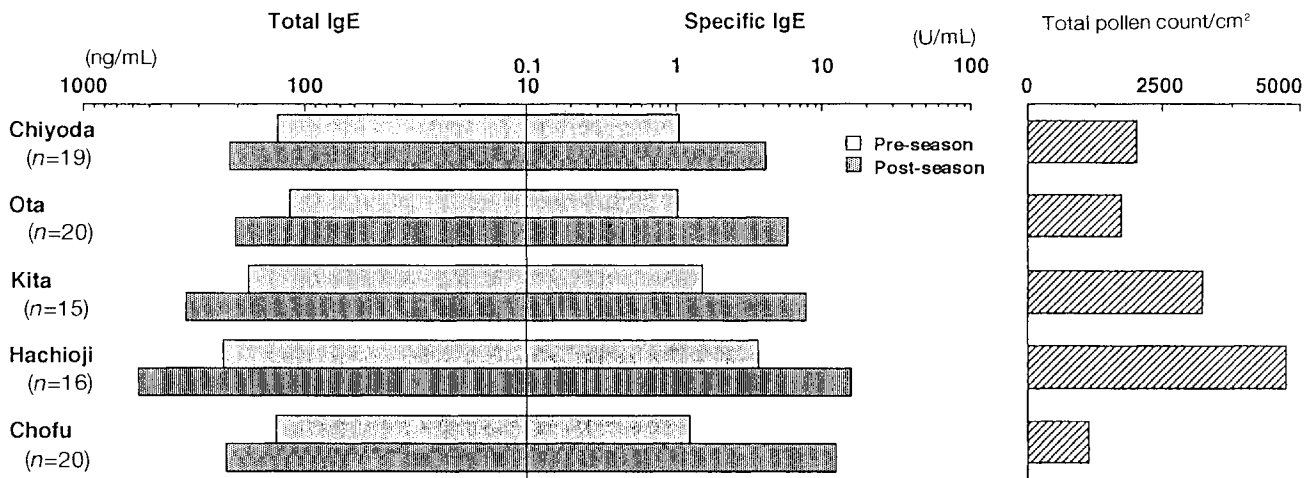 Total IgE Specific IgE Total pollen count/cm²
(ng/mL) (U/mL)
0.1 1 10 100 0 2500 5000
1000 100 10
Chiyoda
(n=19)
Pre-season
Post-season
Ota
(n=20)
Kita
(n=15)
Hachioji
(n=16)
Chofu
(n=20)